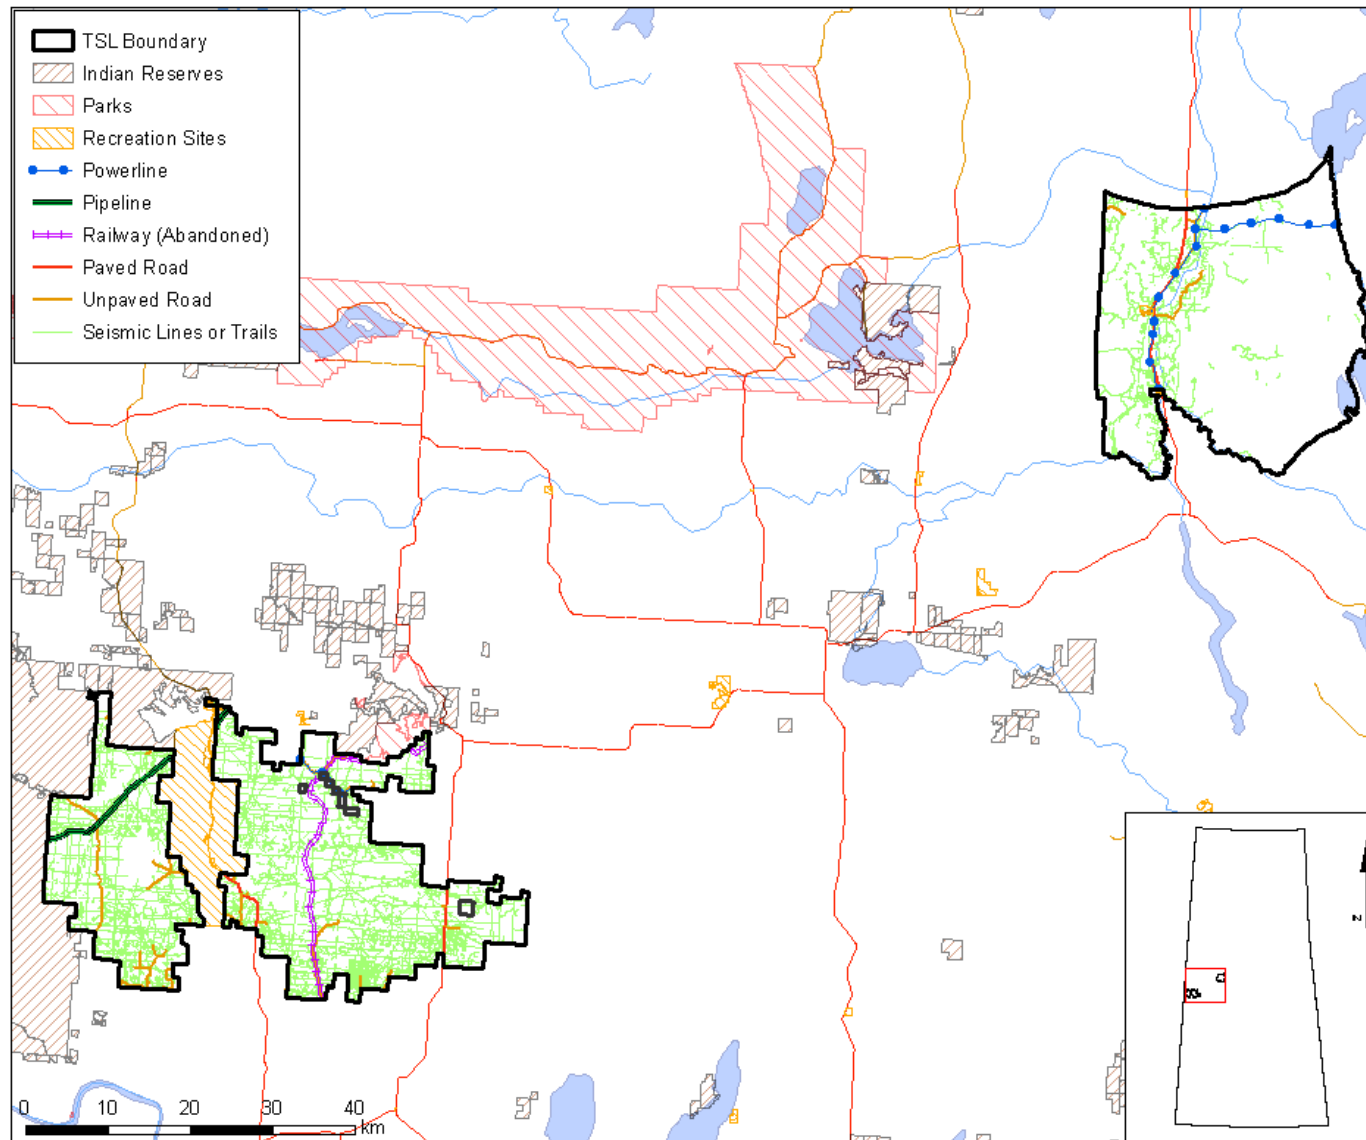 TSL Boundary
Indian Reserves
Parks
Recreation Sites
Powerline
Pipeline
Railway (Abandoned)
Paved Road
Unpaved Road
Seismic Lines or Trails
N
0 10 20 30 40
km